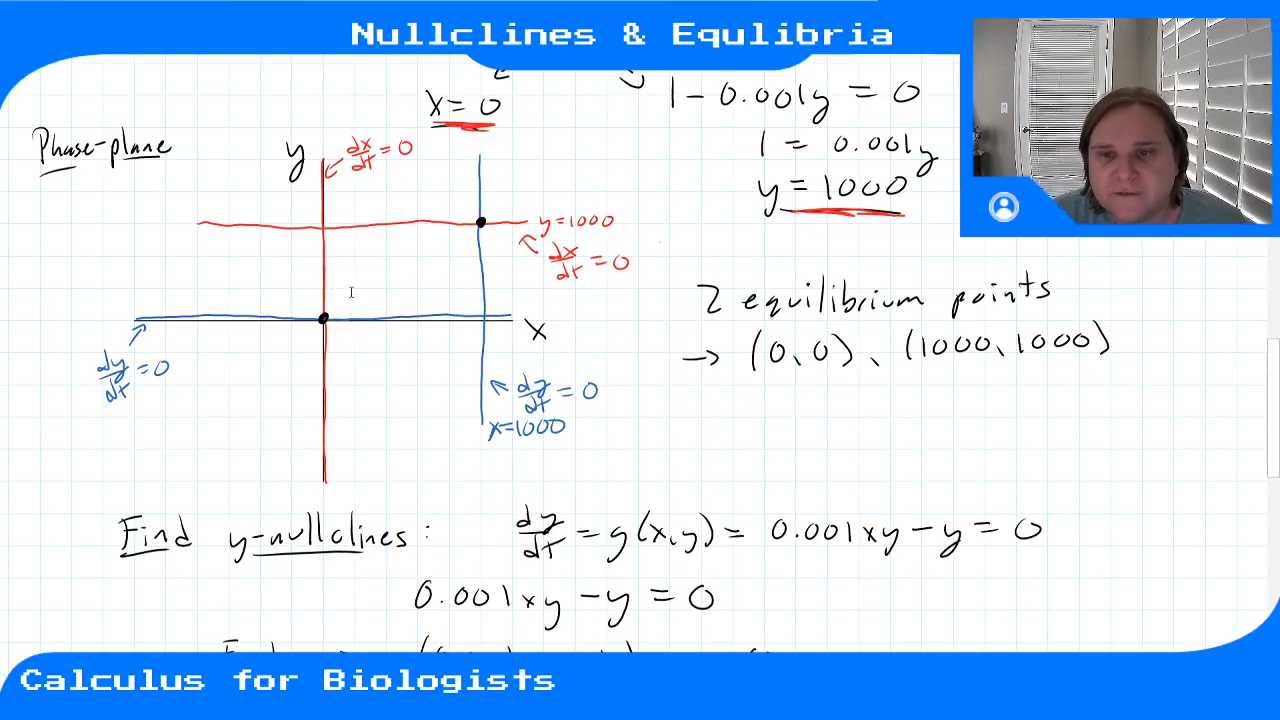 Nullclines & Equlibria
x = 0
1 - 0.001y = 0
1 = 0.001y
y = 1000
Phase-plane
y
dx/dt = 0
y=1000
dx/dt = 0
x
dy/dt = 0
dy/dt = 0
x=1000
2 equilibrium points
→ (0,0), (1000,1000)
Find y-nullclines: dy/dt = g(x,y) = 0.001xy - y = 0
0.001xy - y = 0
Calculus for Biologists